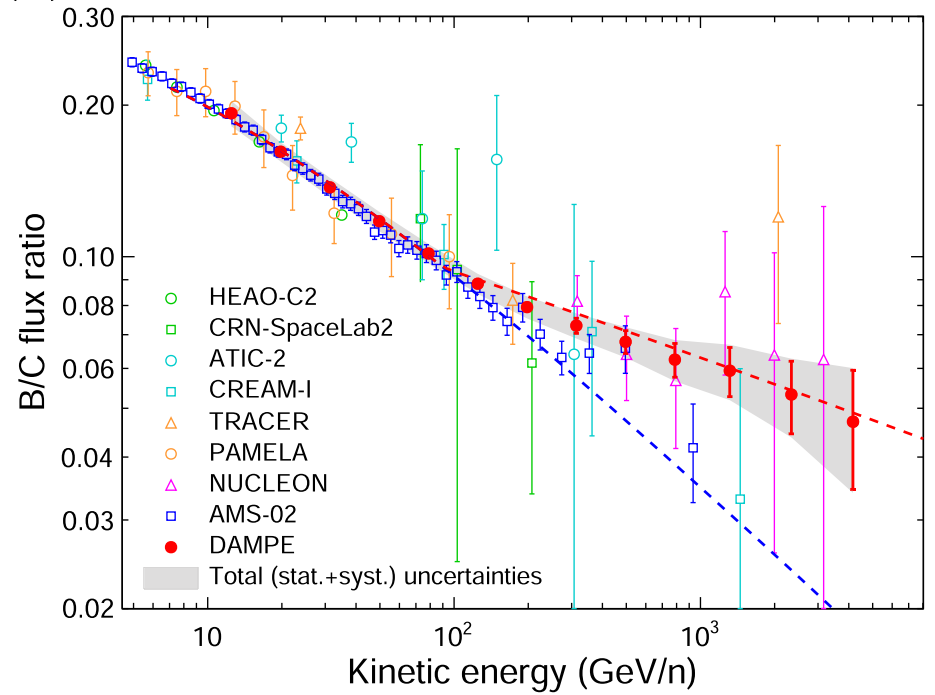 0.30
0.20
0.10
0.08
0.06
0.04
0.03
0.02
B/C flux ratio
HEAO-C2
CRN-SpaceLab2
ATIC-2
CREAM-I
TRACER
PAMELA
NUCLEON
AMS-02
DAMPE
Total (stat.+syst.) uncertainties
10 10² 10³
Kinetic energy (GeV/n)